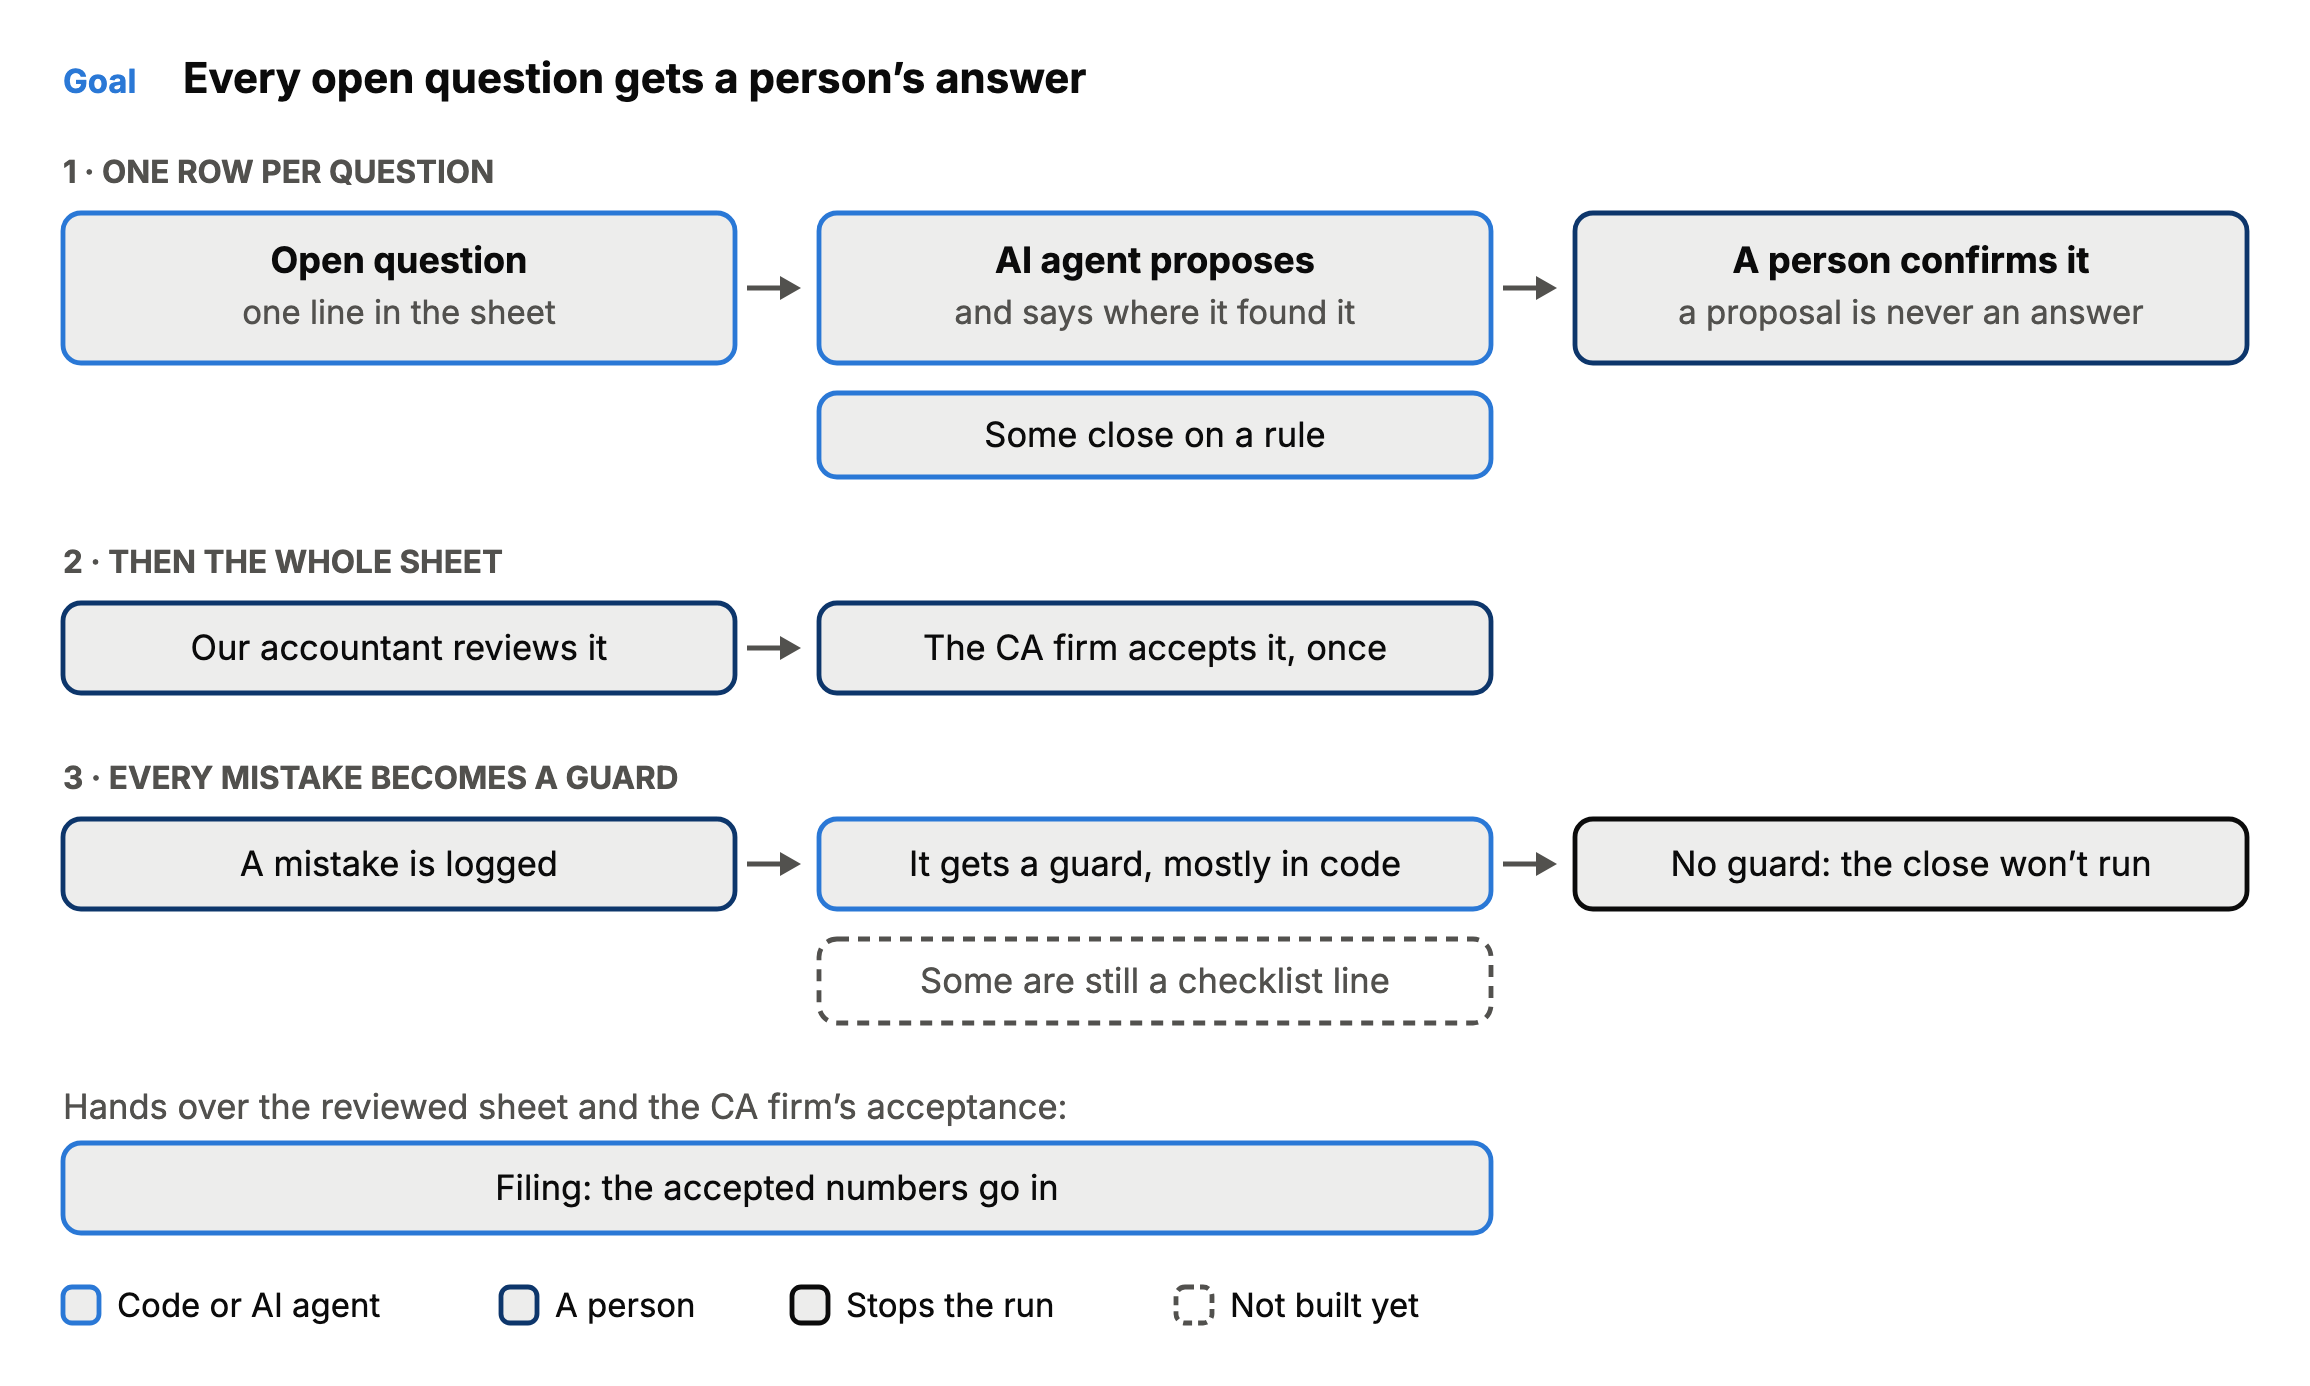 Goal Every open question gets a person’s answer
1 · ONE ROW PER QUESTION
Open question
one line in the sheet
AI agent proposes
and says where it found it
A person confirms it
a proposal is never an answer
Some close on a rule
2 · THEN THE WHOLE SHEET
Our accountant reviews it
The CA firm accepts it, once
3 · EVERY MISTAKE BECOMES A GUARD
A mistake is logged
It gets a guard, mostly in code
No guard: the close won’t run
Some are still a checklist line
Hands over the reviewed sheet and the CA firm’s acceptance:
Filing: the accepted numbers go in
Code or AI agent
A person
Stops the run
Not built yet